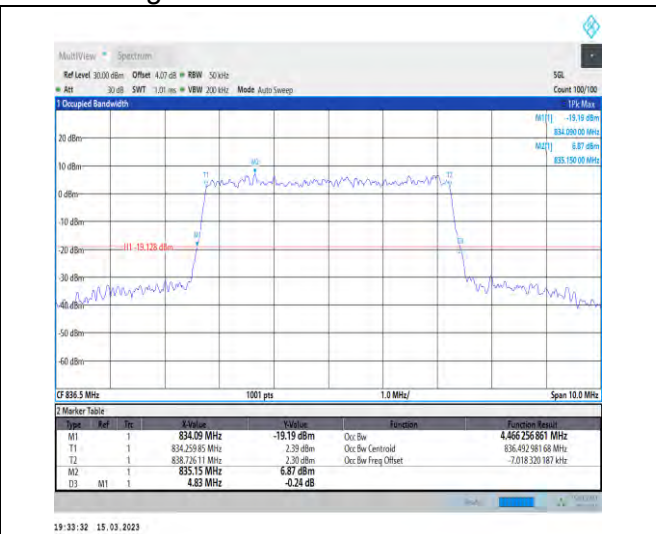 MultiView Spectrum
Ref Level 30.00 dBm Offset 4.07 dB RBW 50 kHz SGL
Att 30 dB SWT 1.01 ms VBW 200 kHz Mode Auto Sweep Count 100/100
1 Occupied Bandwidth 1Pk Max
M1[1] -19.19 dBm
834.090 00 MHz
20 dBm M2[1] 6.87 dBm
835.150 00 MHz
10 dBm
T1 M2 T2
0 dBm
-10 dBm
M1
-20 dBm H1 -19.128 dBm D3
-30 dBm
-40 dBm
-50 dBm
-60 dBm
CF 836.5 MHz 1001 pts 1.0 MHz/ Span 10.0 MHz
2 Marker Table
Type Ref Trc X-Value Y-Value Function Function Result
M1 1 834.09 MHz -19.19 dBm Occ Bw 4.466 256 861 MHz
T1 1 834.259 85 MHz 2.39 dBm Occ Bw Centroid 836.492 981 68 MHz
T2 1 838.726 11 MHz 2.30 dBm Occ Bw Freq Offset -7.018 320 187 kHz
M2 1 835.15 MHz 6.87 dBm
D3 M1 1 4.83 MHz -0.24 dB
19:33:32 15.03.2023